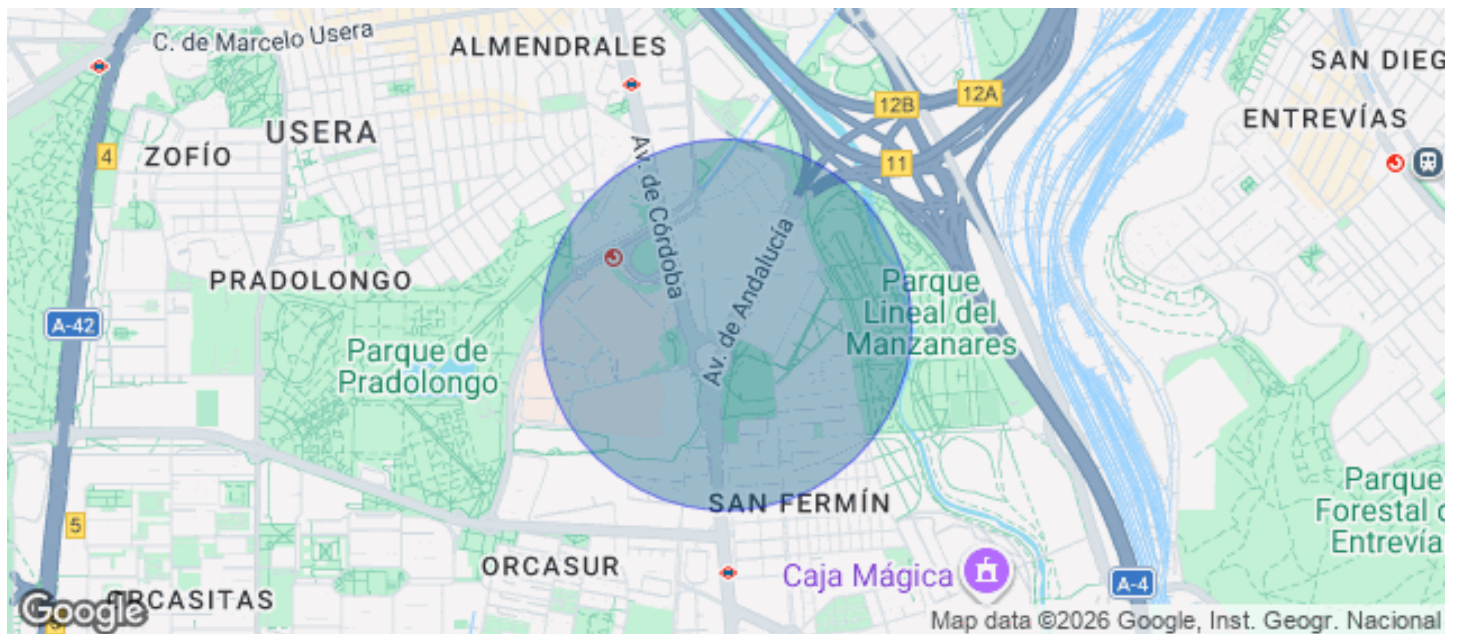 C. de Marcelo Usera
ALMENDRALES
SAN DIEG
12B
12A
ENTREVÍAS
USERA
4
ZOFÍO
11
Av. de Córdoba
Av. de Andalucía
PRADOLONGO
Parque
Lineal del
Manzanares
A-42
Parque de
Pradolongo
SAN FERMÍN
Parque
Forestal d
Entrevía
5
ORCASUR
Caja Mágica
A-4
ORCASITAS
Google
Map data ©2026 Google, Inst. Geogr. Nacional